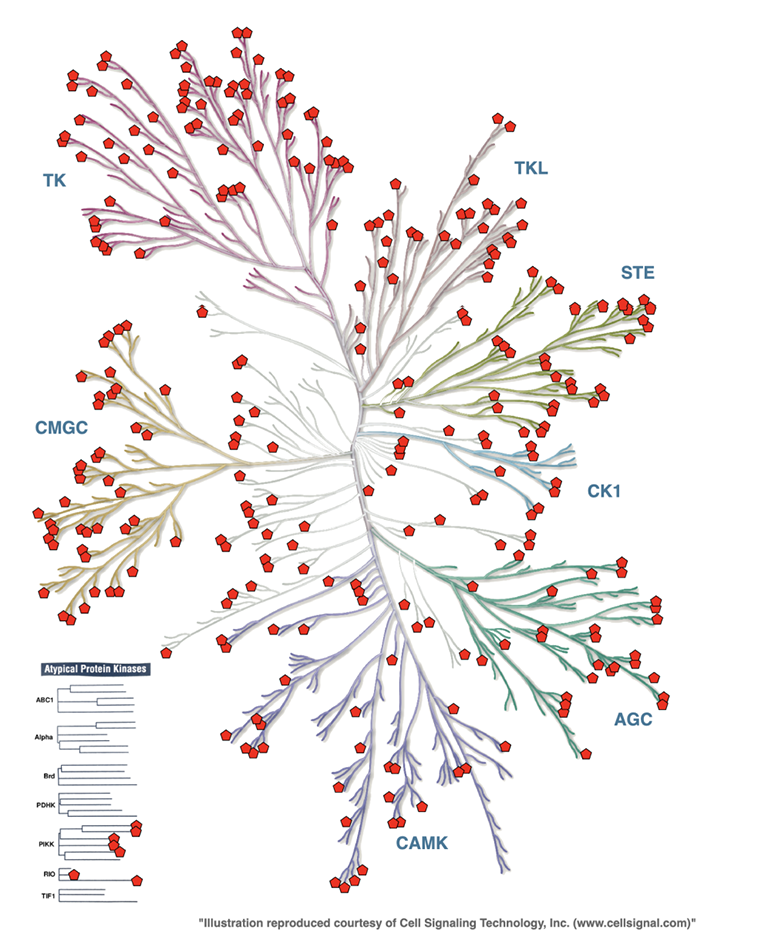 TK
TKL
STE
CMGC
CK1
AGC
CAMK
Atypical Protein Kinases
ABC1
Alpha
Brd
PDHK
PIKK
RIO
TIF1
"Illustration reproduced courtesy of Cell Signaling Technology, Inc. (www.cellsignal.com)"